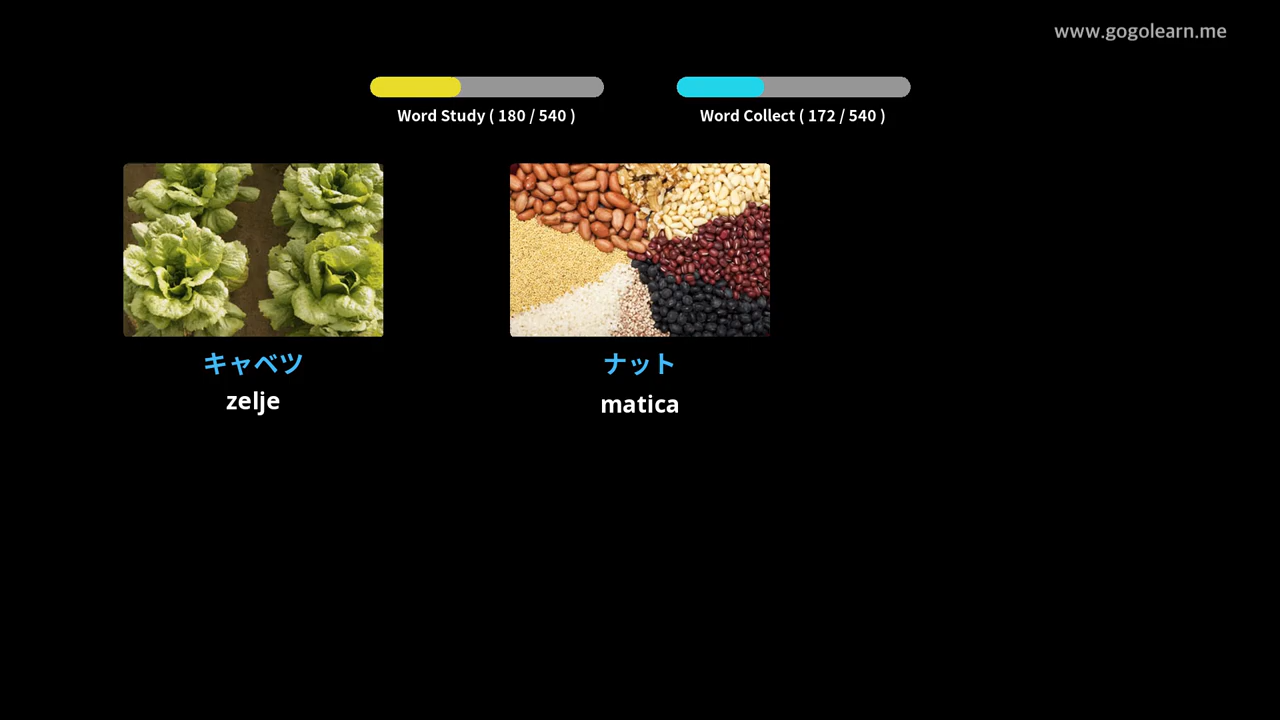 www.gogolearn.me
Word Study ( 180 / 540 )
Word Collect ( 172 / 540 )
キャベツ
zelje
ナット
matica